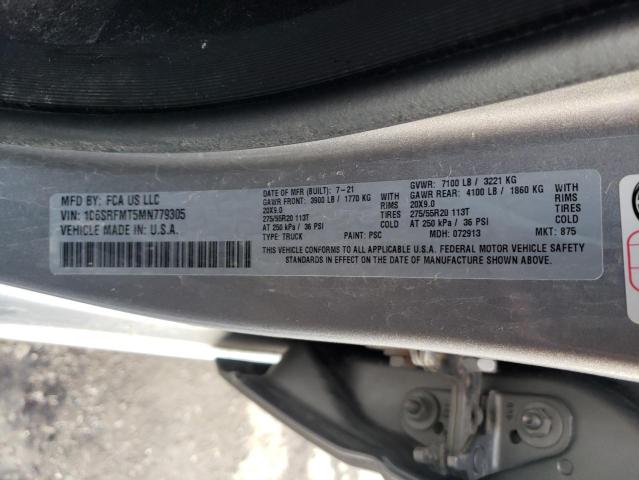 MFD BY: FCA US LLC
VIN: 1C6SRFMT5MN779305
VEHICLE MADE IN: U.S.A.
DATE OF MFR (BUILT): 7-21
GAWR FRONT: 3900 LB / 1770 KG
20X9.0
275/55R20 113T
AT 250 kPa / 36 PSI
TYPE: TRUCK
PAINT: PSC
WITH
RIMS
TIRES
COLD
GVWR: 7100 LB / 3221 KG
GAWR REAR: 4100 LB / 1860 KG
20X9.0
275/55R20 113T
AT 250 kPa / 36 PSI
MDH: 072913
WITH
RIMS
TIRES
COLD
MKT: 875
THIS VEHICLE CONFORMS TO ALL APPLICABLE U.S.A. FEDERAL MOTOR VEHICLE SAFETY
STANDARDS IN EFFECT ON THE DATE OF MANUFACTURE SHOWN ABOVE.